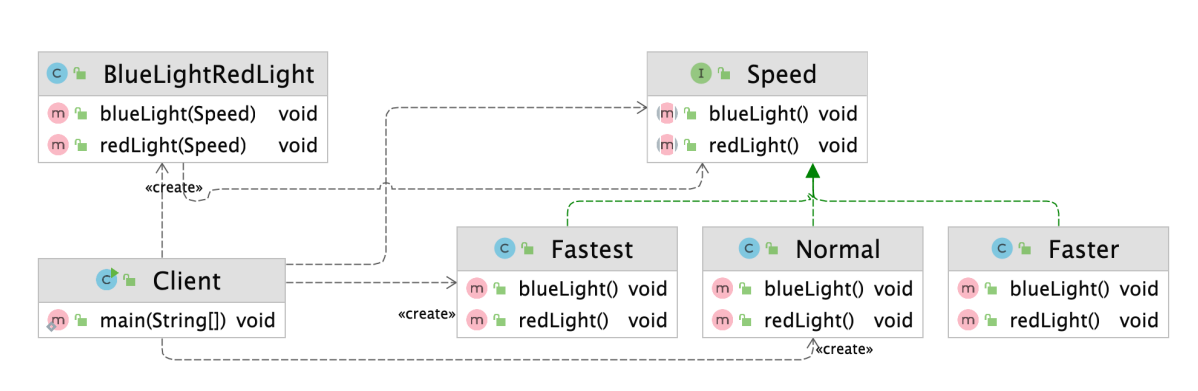 C BlueLightRedLight
m blueLight(Speed) void
m redLight(Speed) void
I Speed
m blueLight() void
m redLight() void
«create»
C Fastest
m blueLight() void
m redLight() void
C Normal
m blueLight() void
m redLight() void
C Faster
m blueLight() void
m redLight() void
C Client
m main(String[]) void
«create»
«create»